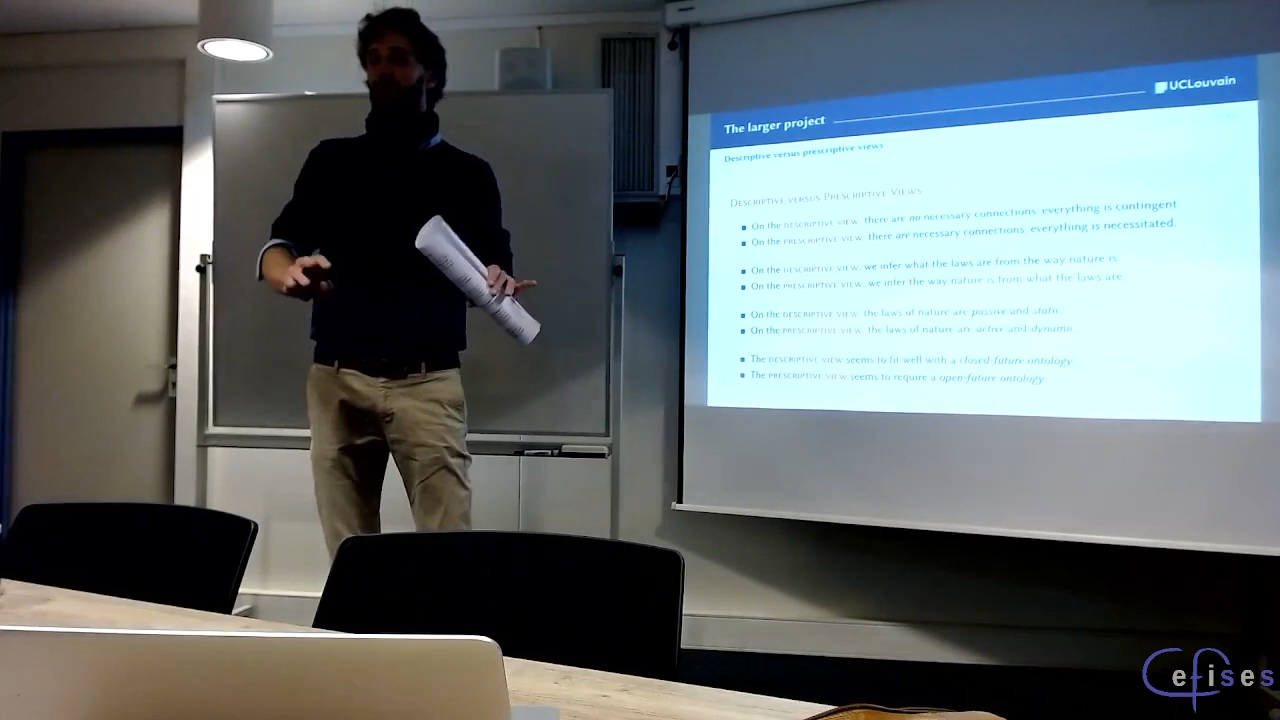 The larger project
UCLouvain
Descriptive versus prescriptive views
DESCRIPTIVE VERSUS PRESCRIPTIVE VIEWS
On the DESCRIPTIVE VIEW, there are no necessary connections; everything is contingent
On the PRESCRIPTIVE VIEW, there are necessary connections; everything is necessitated.
On the DESCRIPTIVE VIEW, we infer what the laws are from the way nature is.
On the PRESCRIPTIVE VIEW, we infer the way nature is from what the laws are.
On the DESCRIPTIVE VIEW, the laws of nature are passive and static.
On the PRESCRIPTIVE VIEW, the laws of nature are active and dynamic.
The DESCRIPTIVE VIEW seems to fit well with a closed-future ontology.
The PRESCRIPTIVE VIEW seems to require a open-future ontology.
Cefises